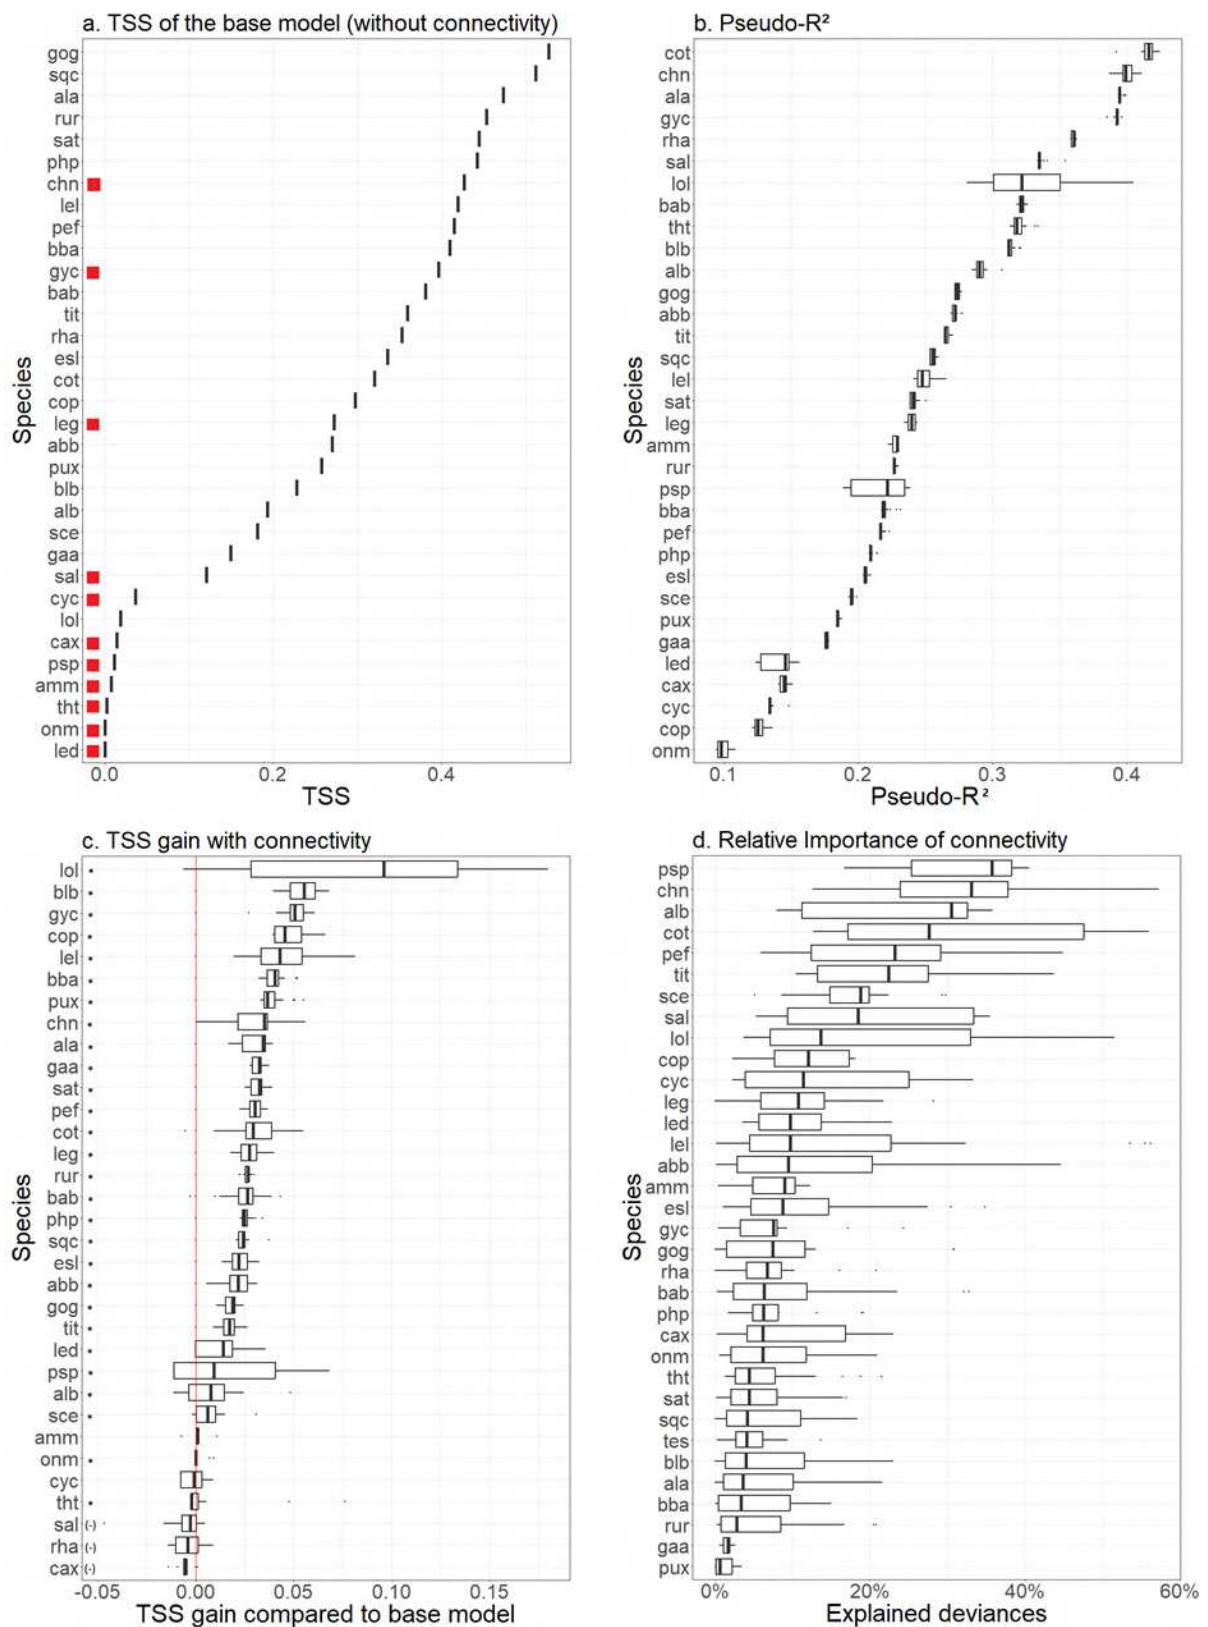 a. TSS of the base model (without connectivity)
Species
gog
sqc
ala
rur
sat
php
chn
lel
pef
bba
gyc
bab
tit
rha
esl
cot
cop
leg
abb
pux
blb
alb
sce
gaa
sal
cyc
lol
cax
psp
amm
tht
onm
led
0.0 0.2 0.4
TSS
b. Pseudo-R²
cot
chn
ala
gyc
rha
sal
lol
bab
tht
blb
alb
gog
abb
tit
sqc
lel
sat
leg
amm
rur
psp
bba
pef
php
esl
sce
pux
gaa
led
cax
cyc
cop
onm
0.1 0.2 0.3 0.4
Pseudo-R²
c. TSS gain with connectivity
Species
lol
blb
gyc
cop
lel
bba
pux
chn
ala
gaa
sat
pef
cot
leg
rur
bab
php
sqc
esl
abb
gog
tit
led
psp
alb
sce
amm
onm
cyc
tht
sal (-)
rha (-)
cax (-)
-0.05 0.00 0.05 0.10 0.15
TSS gain compared to base model
d. Relative Importance of connectivity
Species
psp
chn
alb
cot
pef
tit
sce
sal
lol
cop
cyc
leg
led
lel
abb
amm
esl
gyc
gog
rha
bab
php
cax
onm
tht
sat
sqc
tes
blb
ala
bba
rur
gaa
pux
0% 20% 40% 60%
Explained deviances